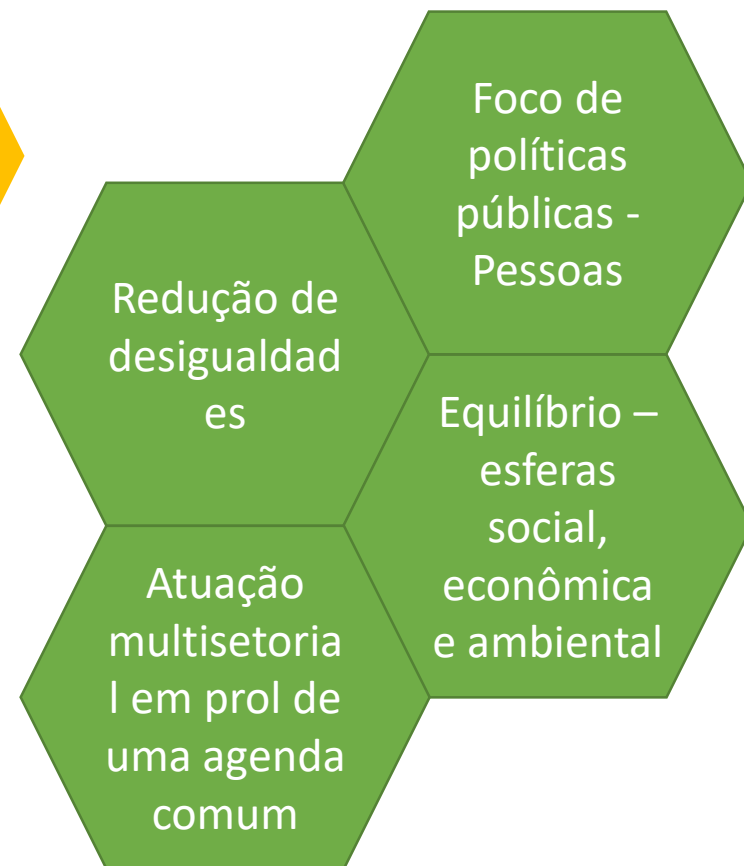 Foco de
políticas
públicas -
Pessoas
Redução de
desigualdad
es
Equilíbrio –
esferas
social,
econômica
e ambiental
Atuação
multisetoria
l em prol de
uma agenda
comum